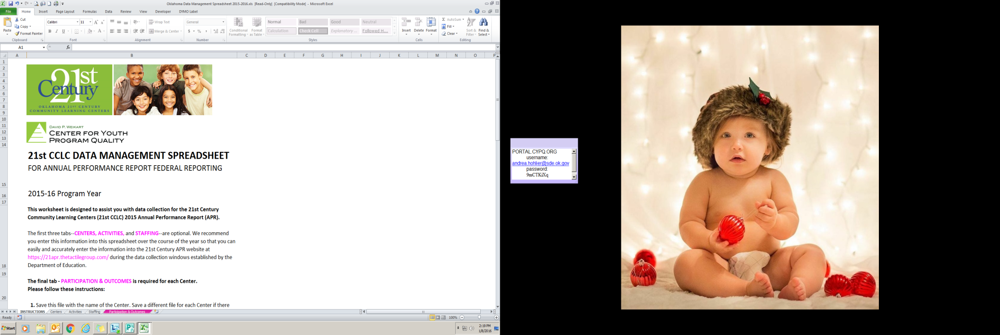 Oklahoma Data Management Spreadsheet 2015-2016.xls [Read-Only] [Compatibility Mode] - Microsoft Excel
File Home Insert Page Layout Formulas Data Review View Developer DYMO Label
Paste
Cut
Copy
Format Painter
Clipboard
Calibri 11
B I U
Font
Wrap Text
Merge & Center
Alignment
General
$ % ,
Number
Conditional Formatting
Format as Table
Normal Bad Good Neutral
Calculation Check Cell Explanatory ... Followed H...
Styles
Insert Delete Format
Cells
AutoSum
Fill
Clear
Sort & Filter
Find & Select
Editing
A1 fx
A B C D E F G H I J K L M N O P
1
2
3
4
5
6
7
8
9
10
11
12
13
14
15
16
17
18
19
20
21st
Century
OKLAHOMA 21ST CENTURY
COMMUNITY LEARNING CENTERS
DAVID P. WEIKART
CENTER FOR YOUTH
PROGRAM QUALITY
21st CCLC DATA MANAGEMENT SPREADSHEET
FOR ANNUAL PERFORMANCE REPORT FEDERAL REPORTING
2015-16 Program Year
This worksheet is designed to assist you with data collection for the 21st Century
Community Learning Centers (21st CCLC) 2015 Annual Performance Report (APR).
The first three tabs--CENTERS, ACTIVITIES, and STAFFING--are optional. We recommend
you enter this information into this spreadsheet over the course of the year so that you can
easily and accurately enter the information into the 21st Century APR website at
https://21apr.thetactilegroup.com/ during the data collection windows established by the
Department of Education.
The final tab - PARTICIPATION & OUTCOMES is required for each Center.
Please follow these instructions:
1. Save this file with the name of the Center. Save a different file for each Center if there
INSTRUCTIONS Centers Activities Staffing Participation & Outcomes
Ready 100%
Start 2:19 PM
1/8/2016
PORTAL.CYPQ.ORG
username:
andrea.hohlier@sde.ok.gov
password:
9mCTKiXq